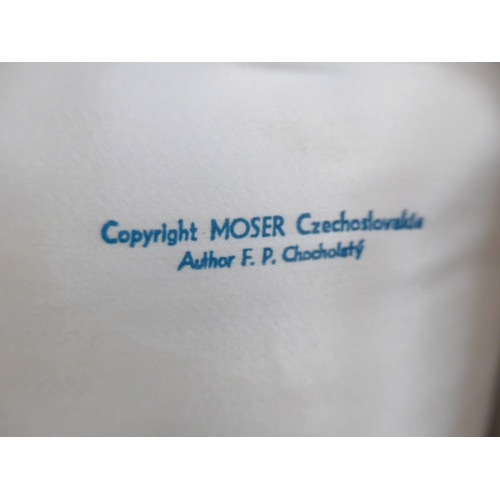 Copyright MOSER Czechoslovakia
Author F. P. Chocholatý